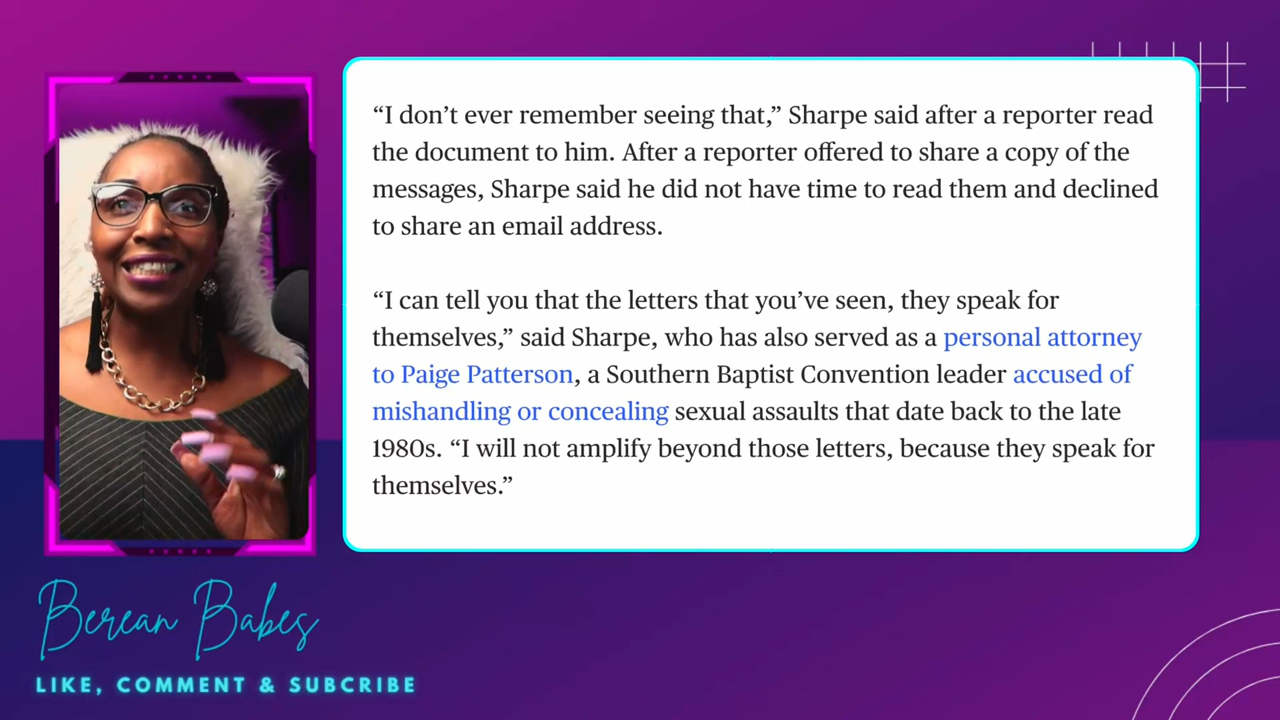 “I don’t ever remember seeing that,” Sharpe said after a reporter read
the document to him. After a reporter offered to share a copy of the
messages, Sharpe said he did not have time to read them and declined
to share an email address.
“I can tell you that the letters that you’ve seen, they speak for
themselves,” said Sharpe, who has also served as a personal attorney
to Paige Patterson, a Southern Baptist Convention leader accused of
mishandling or concealing sexual assaults that date back to the late
1980s. “I will not amplify beyond those letters, because they speak for
themselves.”
Berean Babes
LIKE, COMMENT & SUBCRIBE